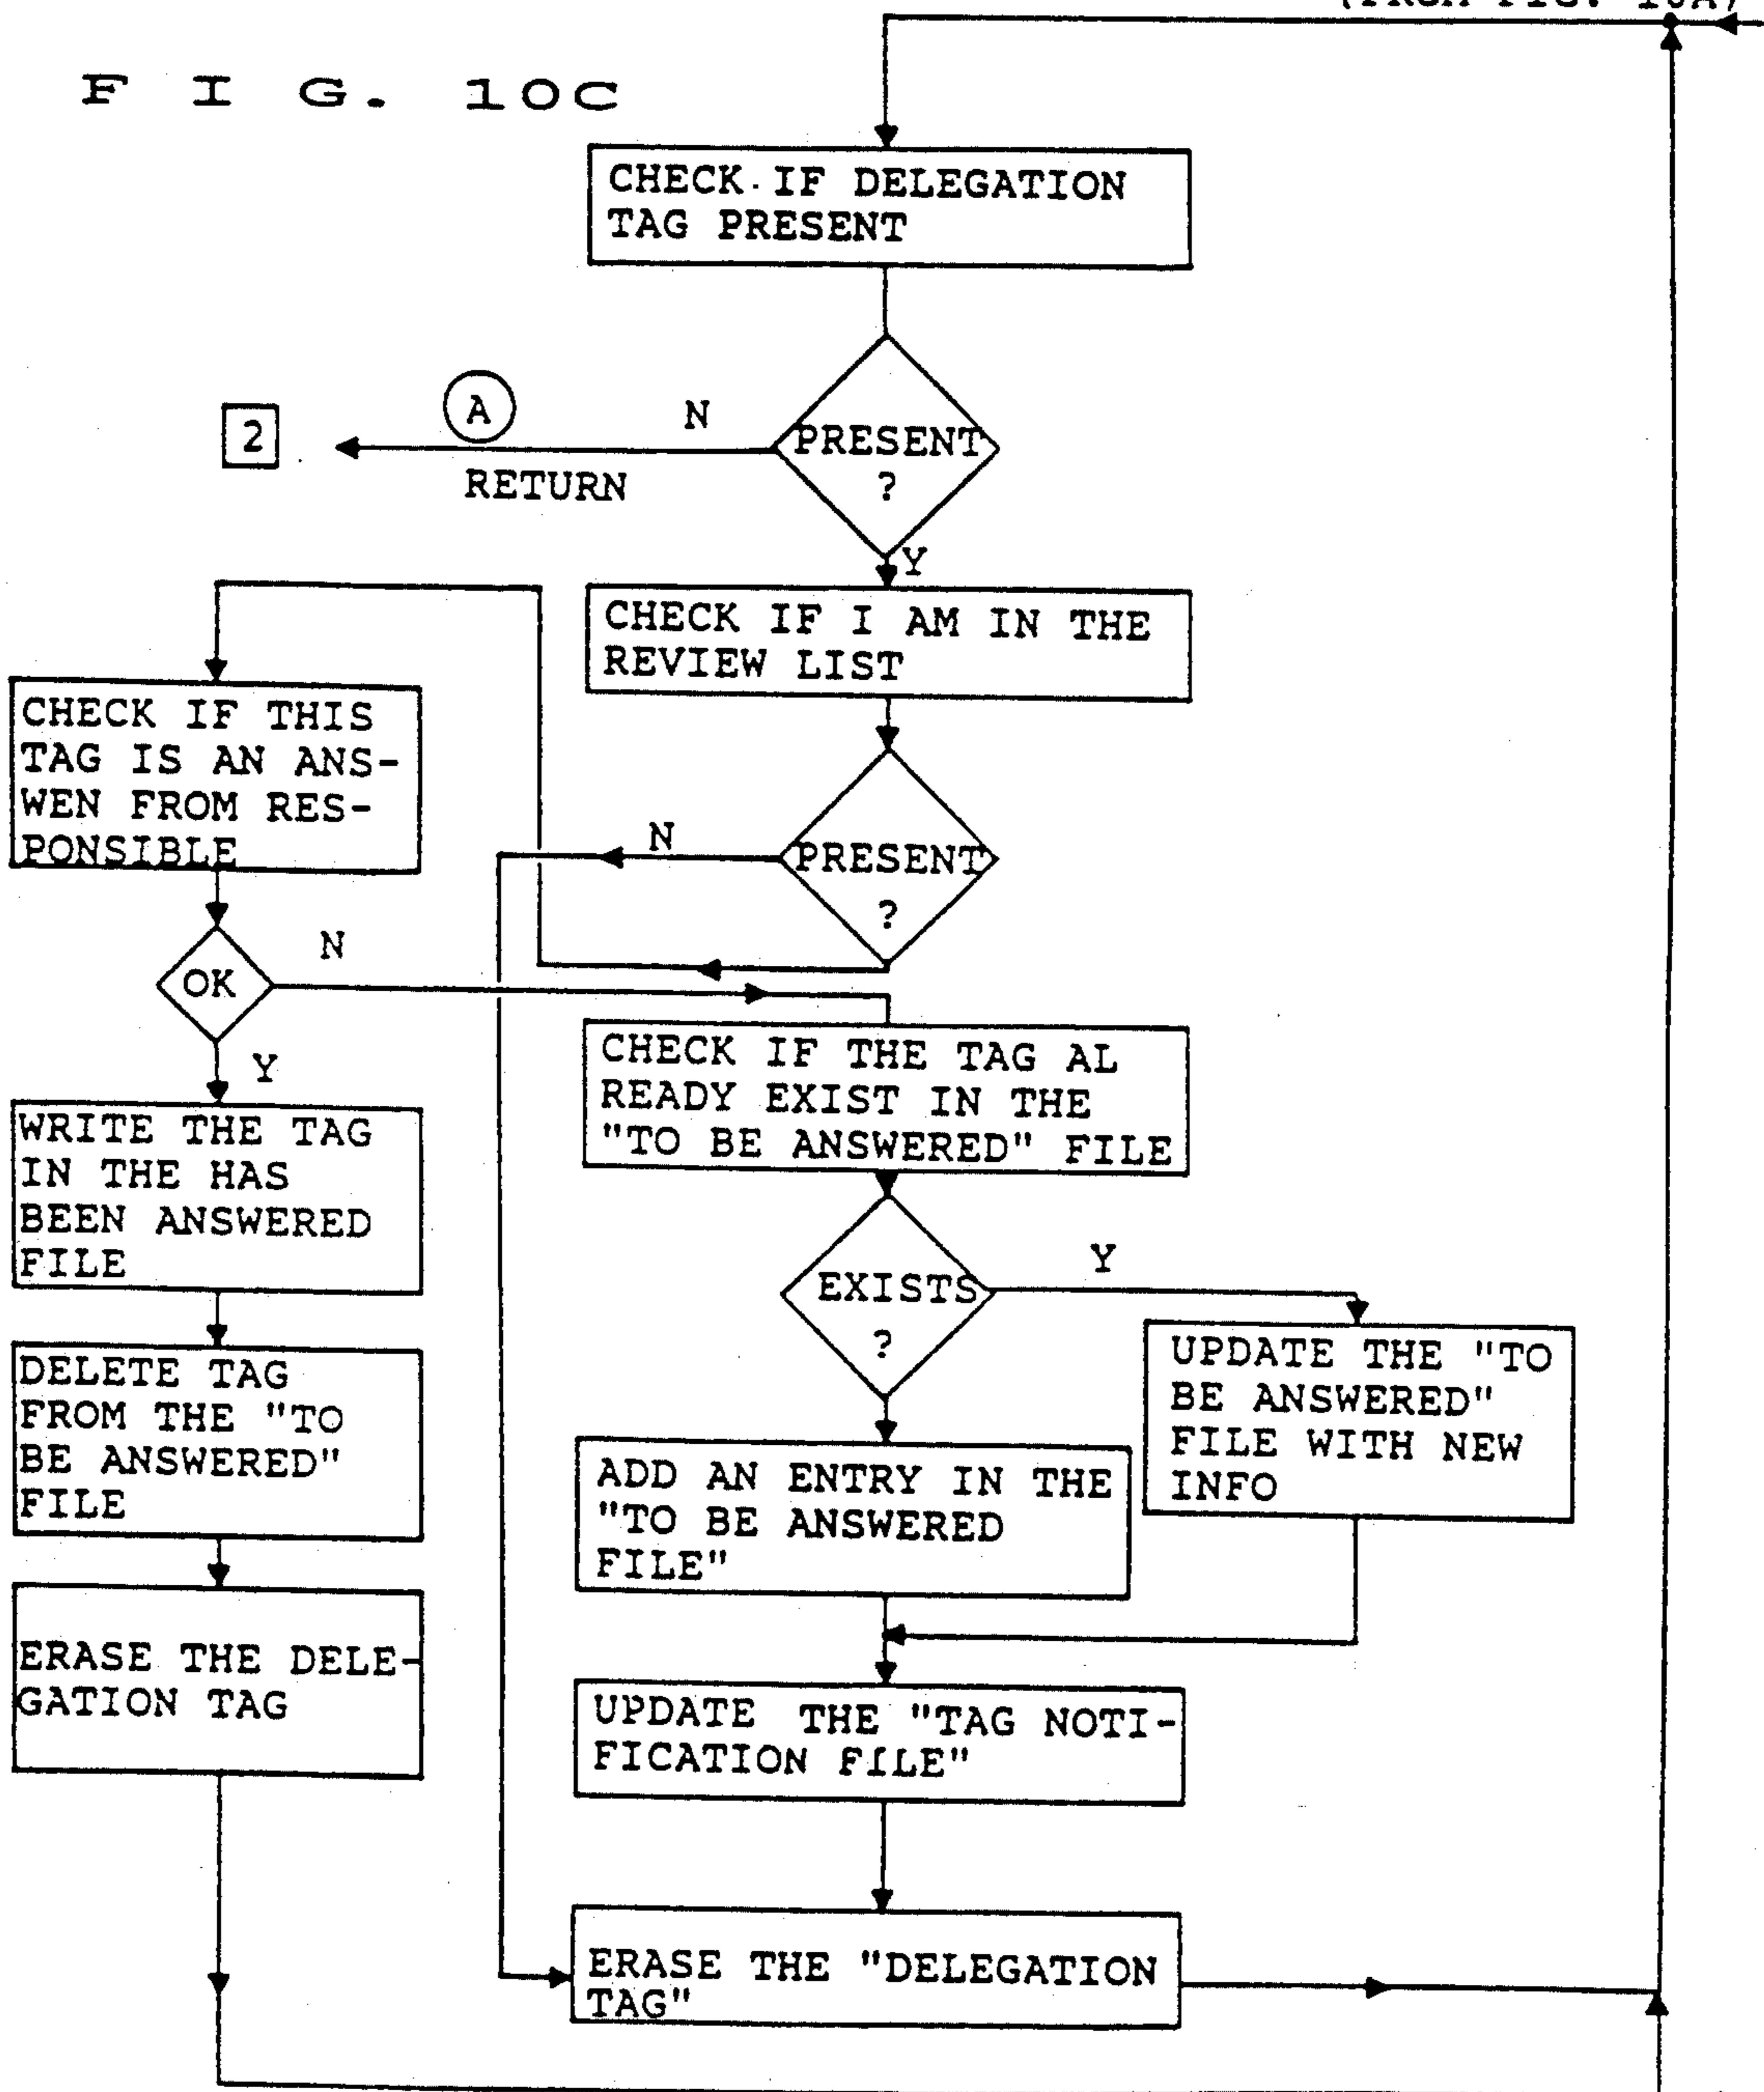 (FROM FIG. 10A)
F I G. 10C
CHECK IF DELEGATION
TAG PRESENT
A
N
2
PRESENT
?
RETURN
Y
CHECK IF I AM IN THE
REVIEW LIST
CHECK IF THIS
TAG IS AN ANS-
WEN FROM RES-
PONSIBLE
N
PRESENT
?
N
OK
Y
CHECK IF THE TAG AL
READY EXIST IN THE
"TO BE ANSWERED" FILE
WRITE THE TAG
IN THE HAS
BEEN ANSWERED
FILE
EXISTS
?
Y
UPDATE THE "TO
BE ANSWERED"
FILE WITH NEW
INFO
DELETE TAG
FROM THE "TO
BE ANSWERED"
FILE
ADD AN ENTRY IN THE
"TO BE ANSWERED
FILE"
ERASE THE DELE-
GATION TAG
UPDATE THE "TAG NOTI-
FICATION FILE"
ERASE THE "DELEGATION
TAG"